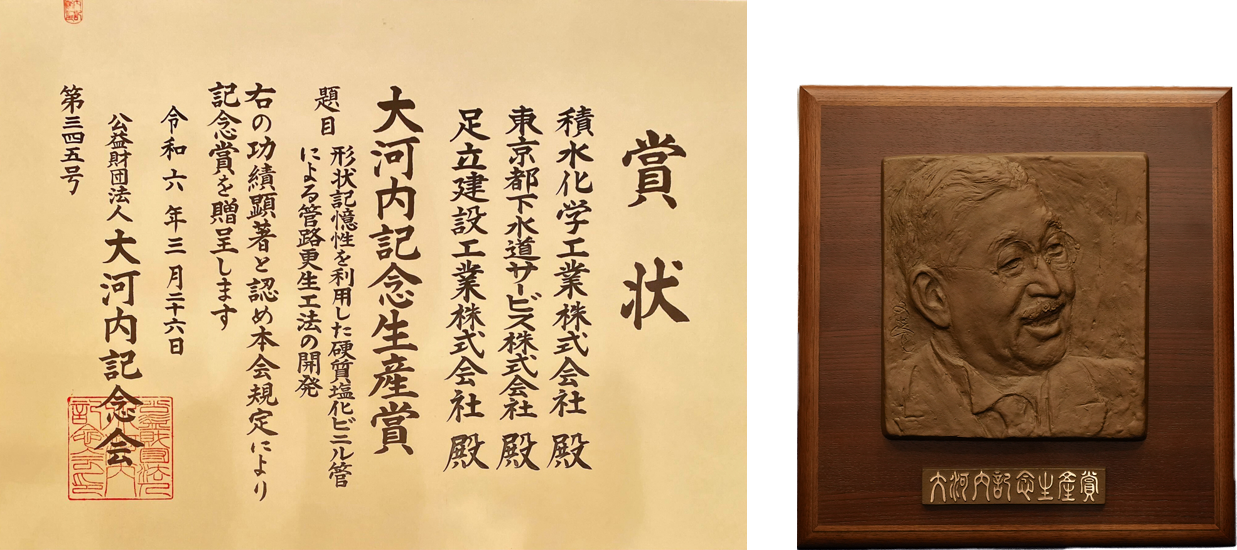 賞状
積水化学工業株式会社 殿
東京都下水道サービス株式会社 殿
足立建設工業株式会社 殿
大河内記念生産賞
題目 形状記憶性を利用した硬質塩化ビニル管
による管路更生工法の開発
右の功績顕著と認め本会規定により
記念賞を贈呈します
令和六年三月二十六日
公益財団法人 大河内記念会
第三四五号
大河内記念生産賞